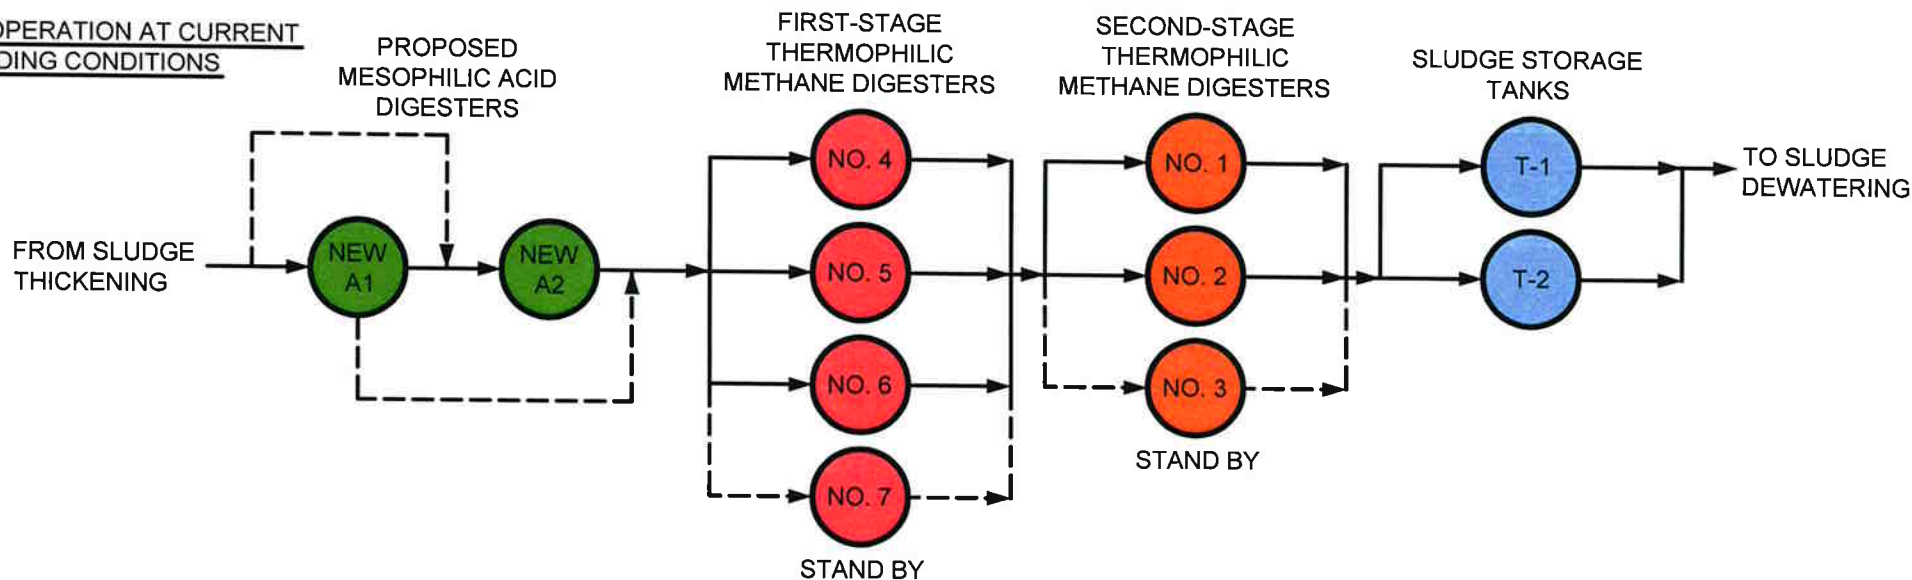 OPERATION AT CURRENT
DING CONDITIONS
PROPOSED
MESOPHILIC ACID
DIGESTERS
FIRST-STAGE
THERMOPHILIC
METHANE DIGESTERS
SECOND-STAGE
THERMOPHILIC
METHANE DIGESTERS
SLUDGE STORAGE
TANKS
FROM SLUDGE
THICKENING
NEW
A1
NEW
A2
NO. 4
NO. 5
NO. 6
NO. 7
STAND BY
NO. 1
NO. 2
NO. 3
STAND BY
T-1
T-2
TO SLUDGE
DEWATERING